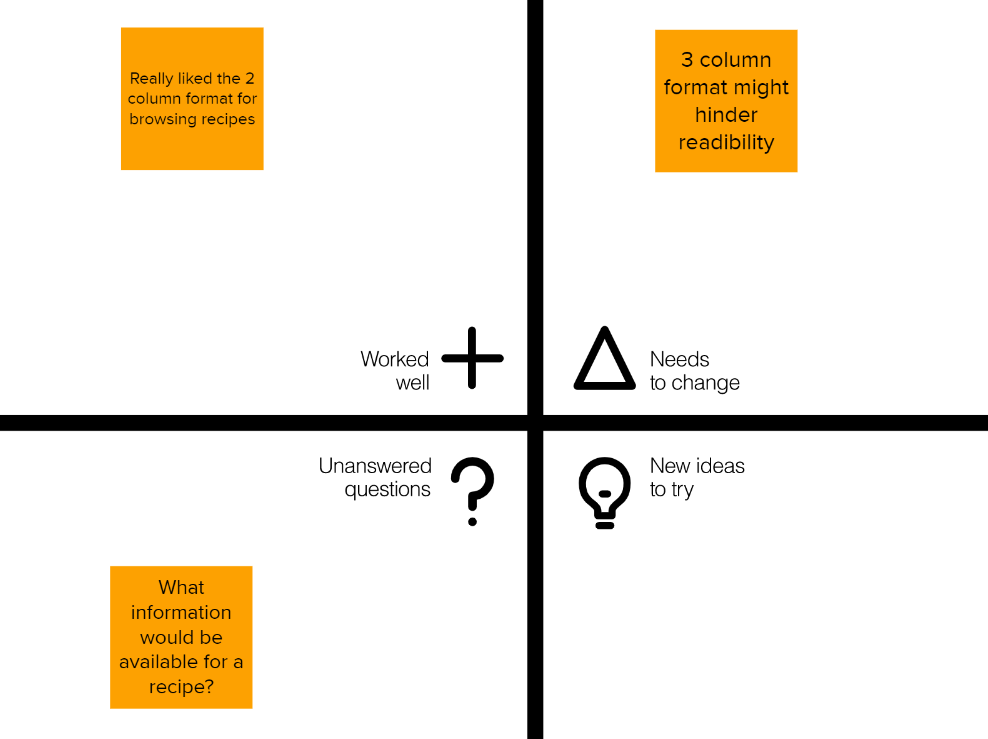 Really liked the 2
column format for
browsing recipes
3 column
format might
hinder
readibility
Worked
well
Needs
to change
Unanswered
questions
New ideas
to try
What
information
would be
available for a
recipe?